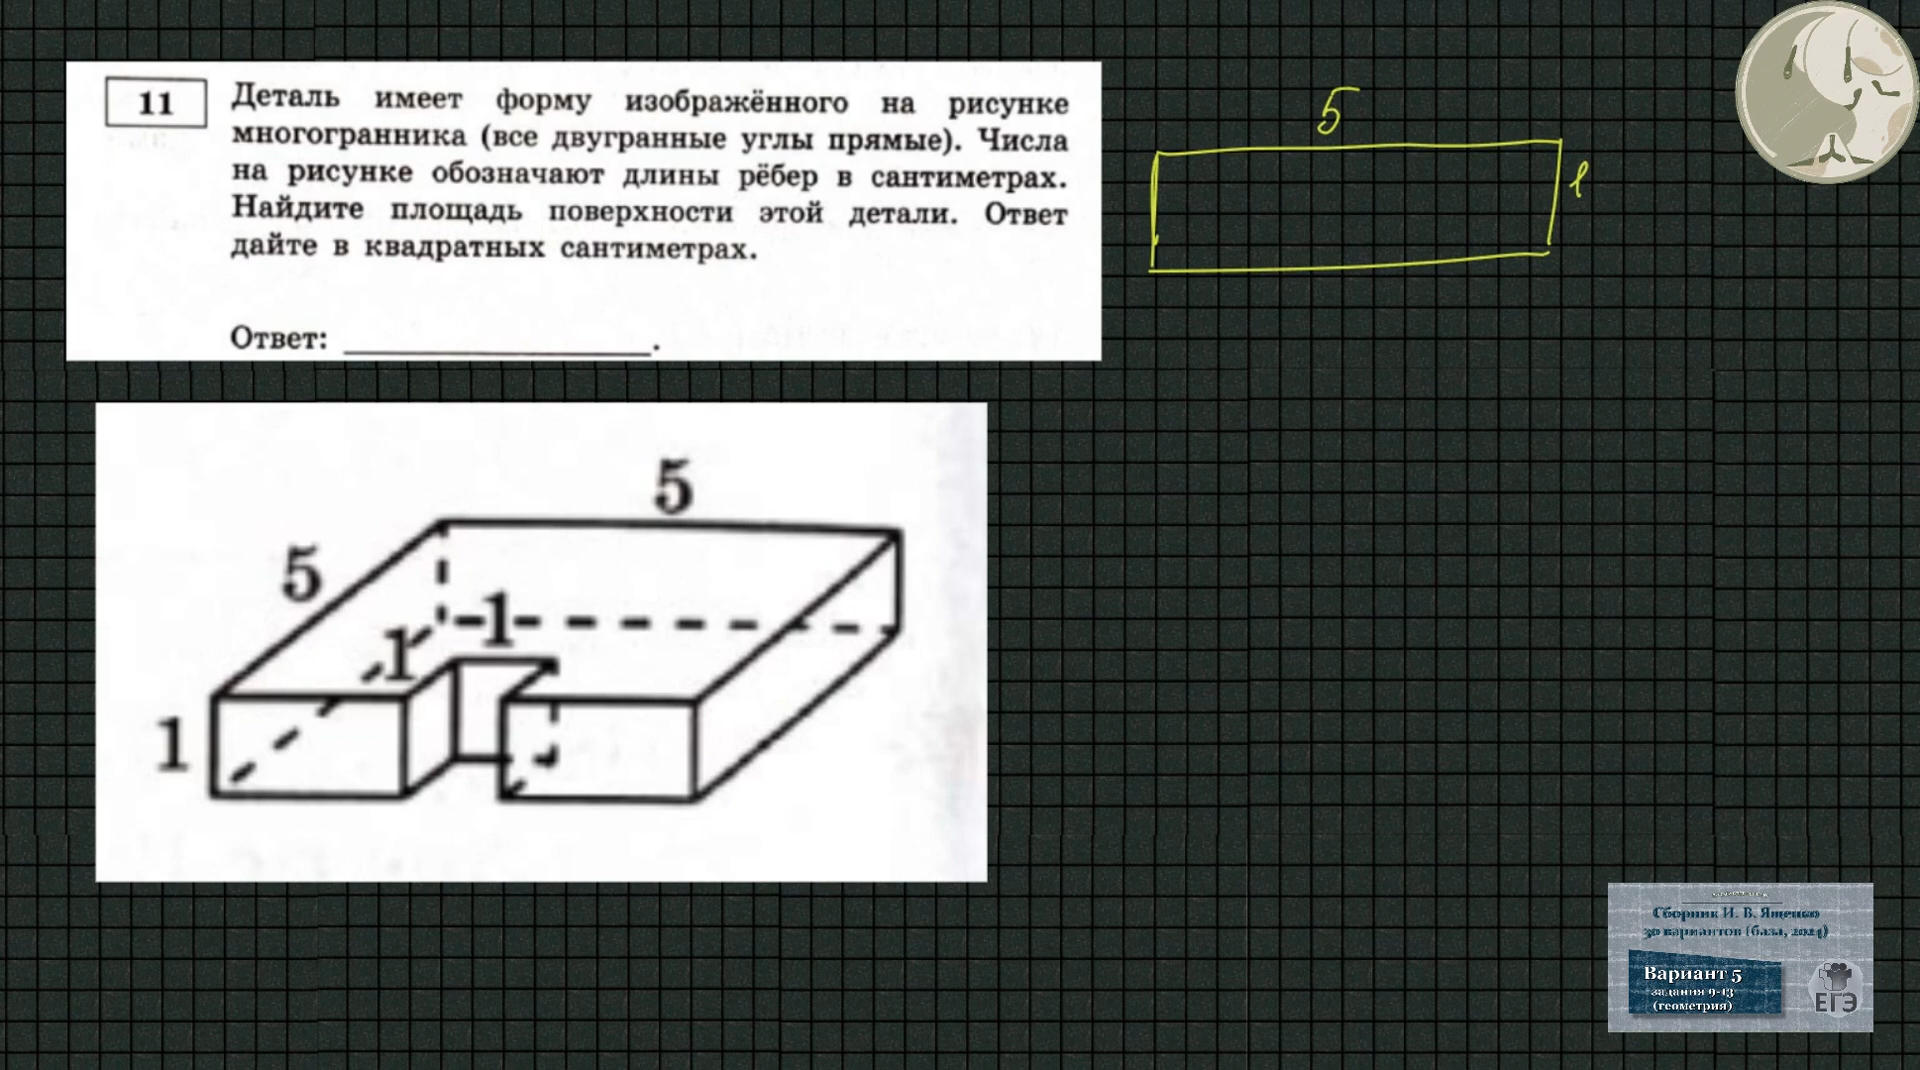 11
Деталь имеет форму изображённого на рисунке
многогранника (все двугранные углы прямые). Числа
на рисунке обозначают длины рёбер в сантиметрах.
Найдите площадь поверхности этой детали. Ответ
дайте в квадратных сантиметрах.
Ответ:
5
1
5
5
1
1
1
Сборник И. В. Ященко
30 вариантов (база, 2024)
Вариант 5
задания 9-13
(геометрия)
ЕГЭ